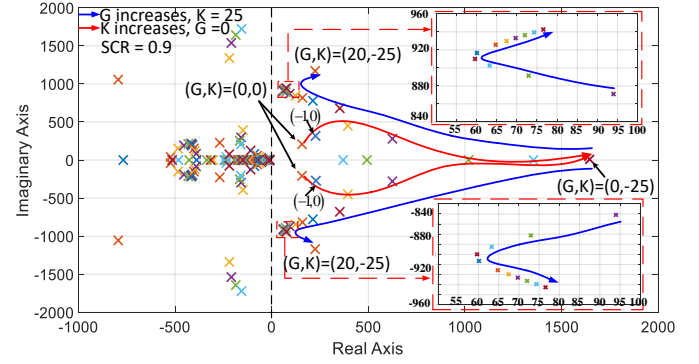 2000
1500
1000
500
0
-500
-1000
-1500
-2000
Imaginary Axis
-1000
-500
0
500
1000
1500
2000
Real Axis
G increases, K = 25
K increases, G =0
SCR = 0.9
(G,K)=(20,-25)
(G,K)=(0,0)
(-1,0)
(-1,0)
(G,K)=(0,-25)
(G,K)=(20,-25)
960
920
880
840
55 60 65 70 75 80 85 90 95 100
-840
-880
-920
-960
55 60 65 70 75 80 85 90 95 100